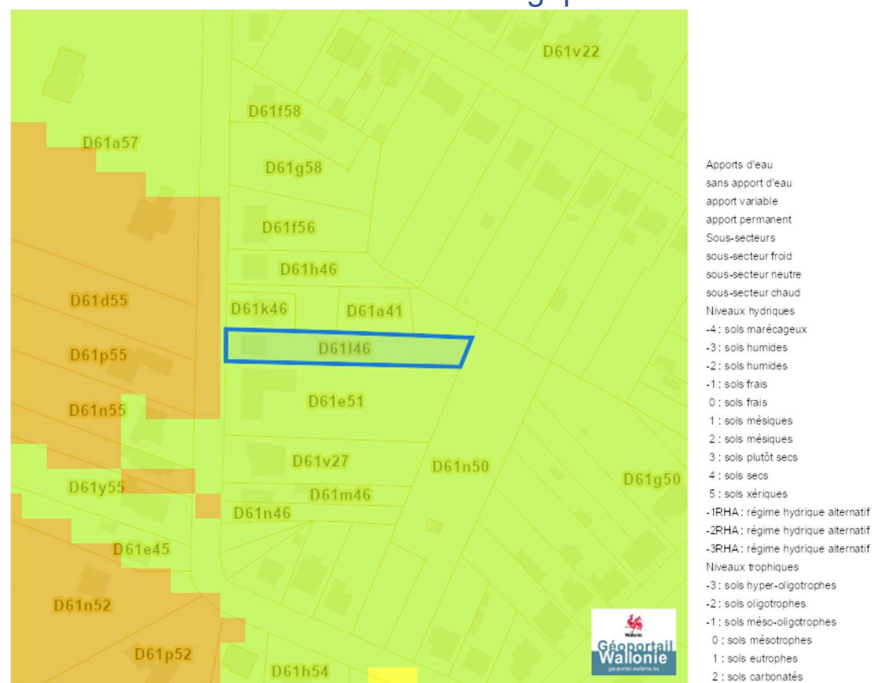 D61v22
D61f58
D61a57
D61g58
D61f56
D61h46
D61d55
D61k46
D61a41
D61l46
D61p55
D61n55
D61e51
D61v27
D61n50
D61y55
D61m46
D61g50
D61n46
D61e45
D61n52
D61p52
D61h54
Wallonie
Géoportail
Wallonie
geoportail.wallonie.be
Apports d'eau
sans apport d'eau
apport variable
apport permanent
Sous-secteurs
sous-secteur froid
sous-secteur neutre
sous-secteur chaud
Niveaux hydriques
-4 : sols marécageux
-3 : sols humides
-2 : sols humides
-1 : sols frais
0 : sols frais
1 : sols mésiques
2 : sols mésiques
3 : sols plutôt secs
4 : sols secs
5 : sols xériques
-1RHA : régime hydrique alternatif
-2RHA : régime hydrique alternatif
-3RHA : régime hydrique alternatif
Niveaux trophiques
-3 : sols hyper-oligotrophes
-2 : sols oligotrophes
-1 : sols méso-oligotrophes
0 : sols mésotrophes
1 : sols eutrophes
2 : sols carbonatés